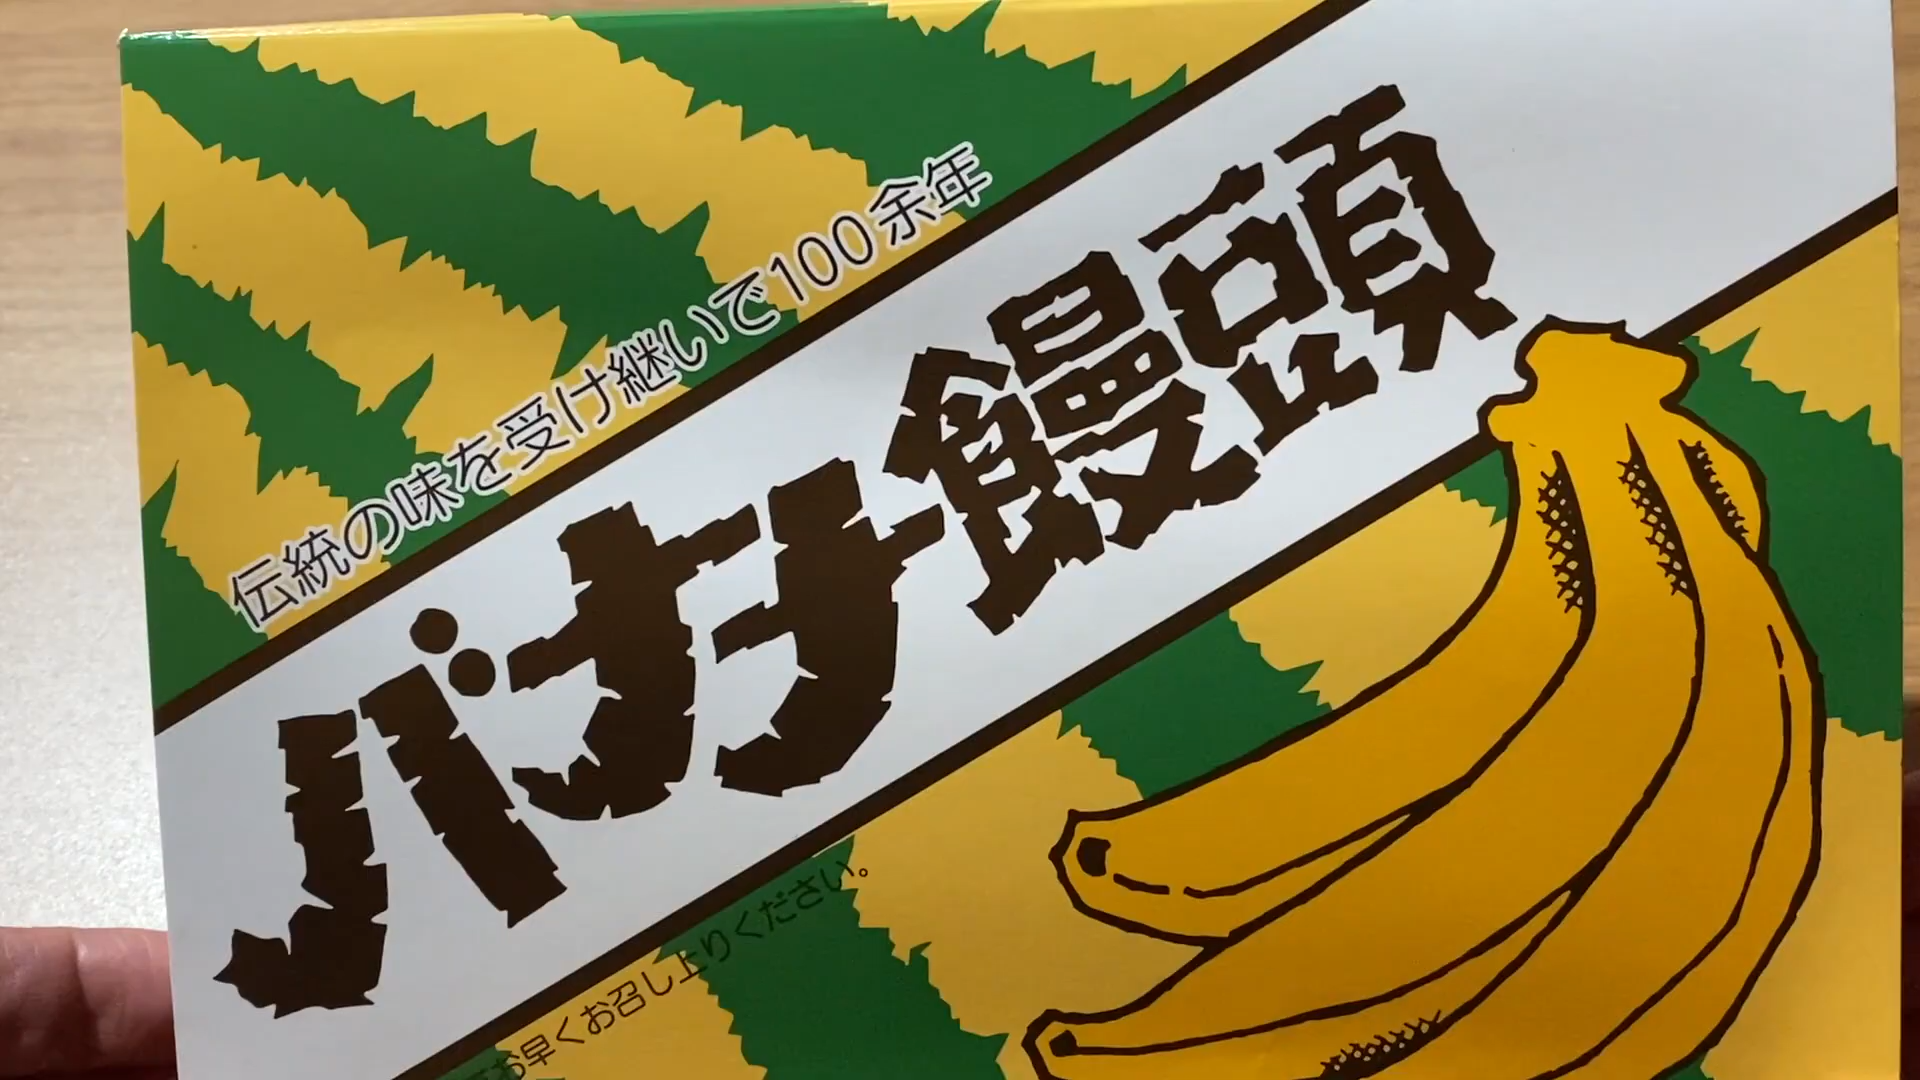 伝統の味を受け継いで100余年
バナナ饅頭
お早くお召し上りください。